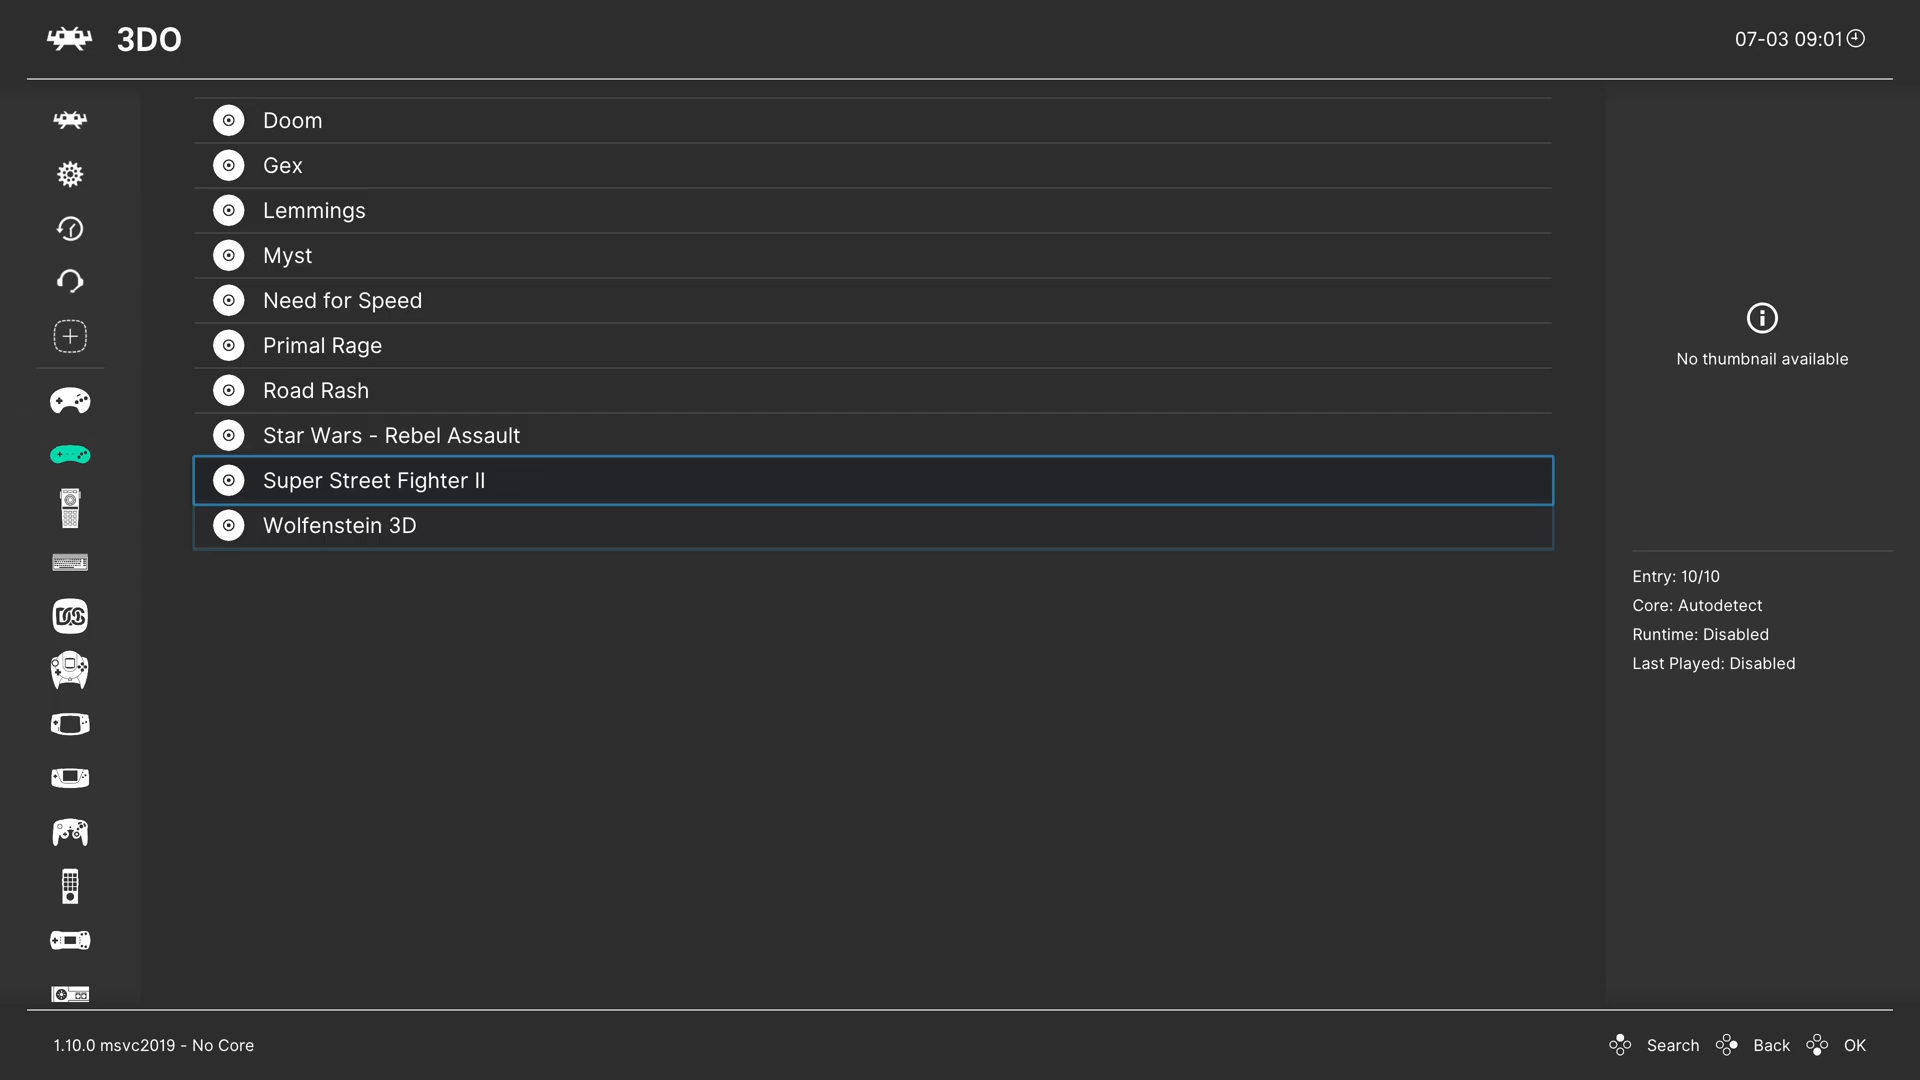 3DO
07-03 09:01
Doom
Gex
Lemmings
Myst
Need for Speed
Primal Rage
Road Rash
Star Wars - Rebel Assault
Super Street Fighter II
Wolfenstein 3D
No thumbnail available
Entry: 10/10
Core: Autodetect
Runtime: Disabled
Last Played: Disabled
DOS
1.10.0 msvc2019 - No Core
Search
Back
OK